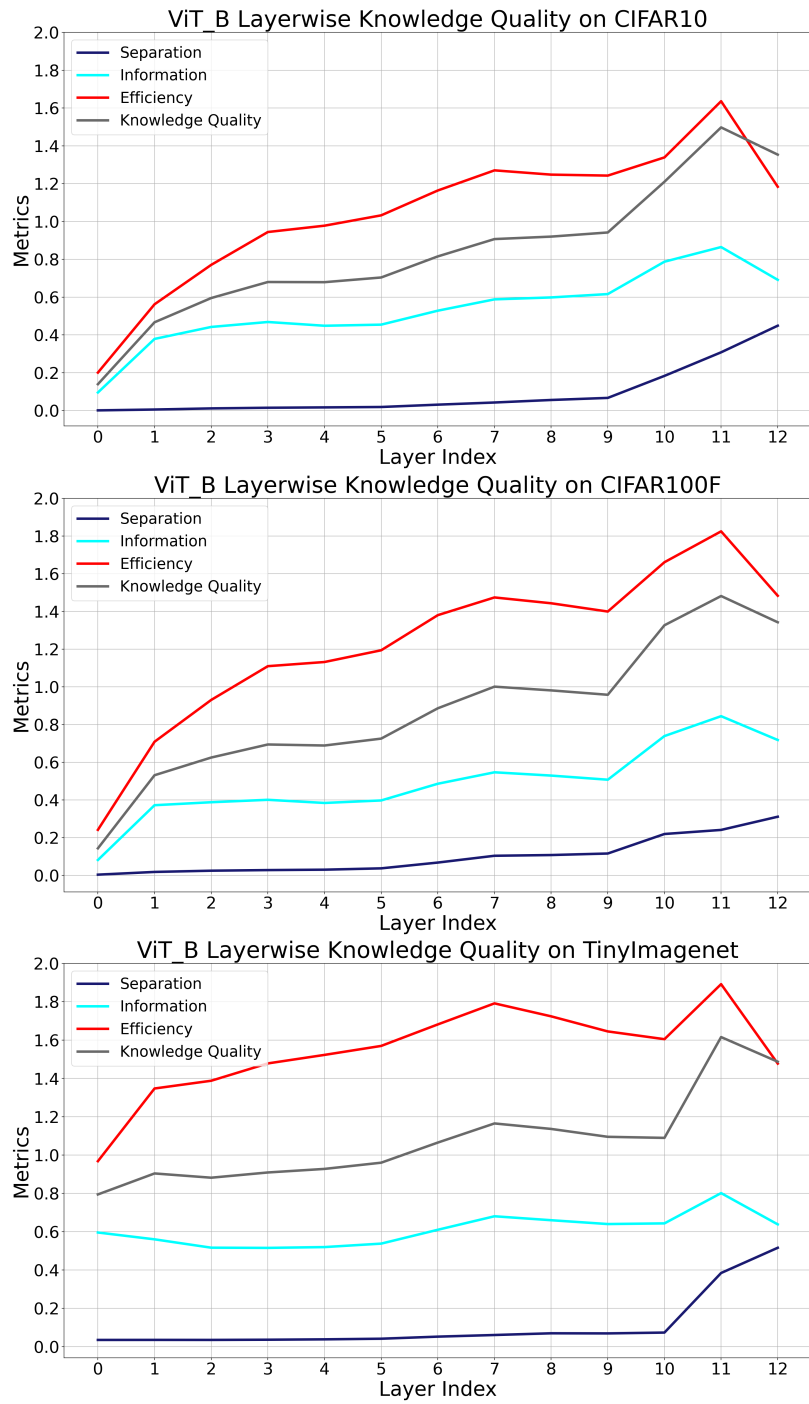 ViT_B Layerwise Knowledge Quality on CIFAR10
2.0
1.8
1.6
1.4
1.2
1.0
0.8
0.6
0.4
0.2
0.0
Metrics
Separation
Information
Efficiency
Knowledge Quality
0 1 2 3 4 5 6 7 8 9 10 11 12
Layer Index
ViT_B Layerwise Knowledge Quality on CIFAR100F
2.0
1.8
1.6
1.4
1.2
1.0
0.8
0.6
0.4
0.2
0.0
Metrics
Separation
Information
Efficiency
Knowledge Quality
0 1 2 3 4 5 6 7 8 9 10 11 12
Layer Index
ViT_B Layerwise Knowledge Quality on TinyImagenet
2.0
1.8
1.6
1.4
1.2
1.0
0.8
0.6
0.4
0.2
0.0
Metrics
Separation
Information
Efficiency
Knowledge Quality
0 1 2 3 4 5 6 7 8 9 10 11 12
Layer Index